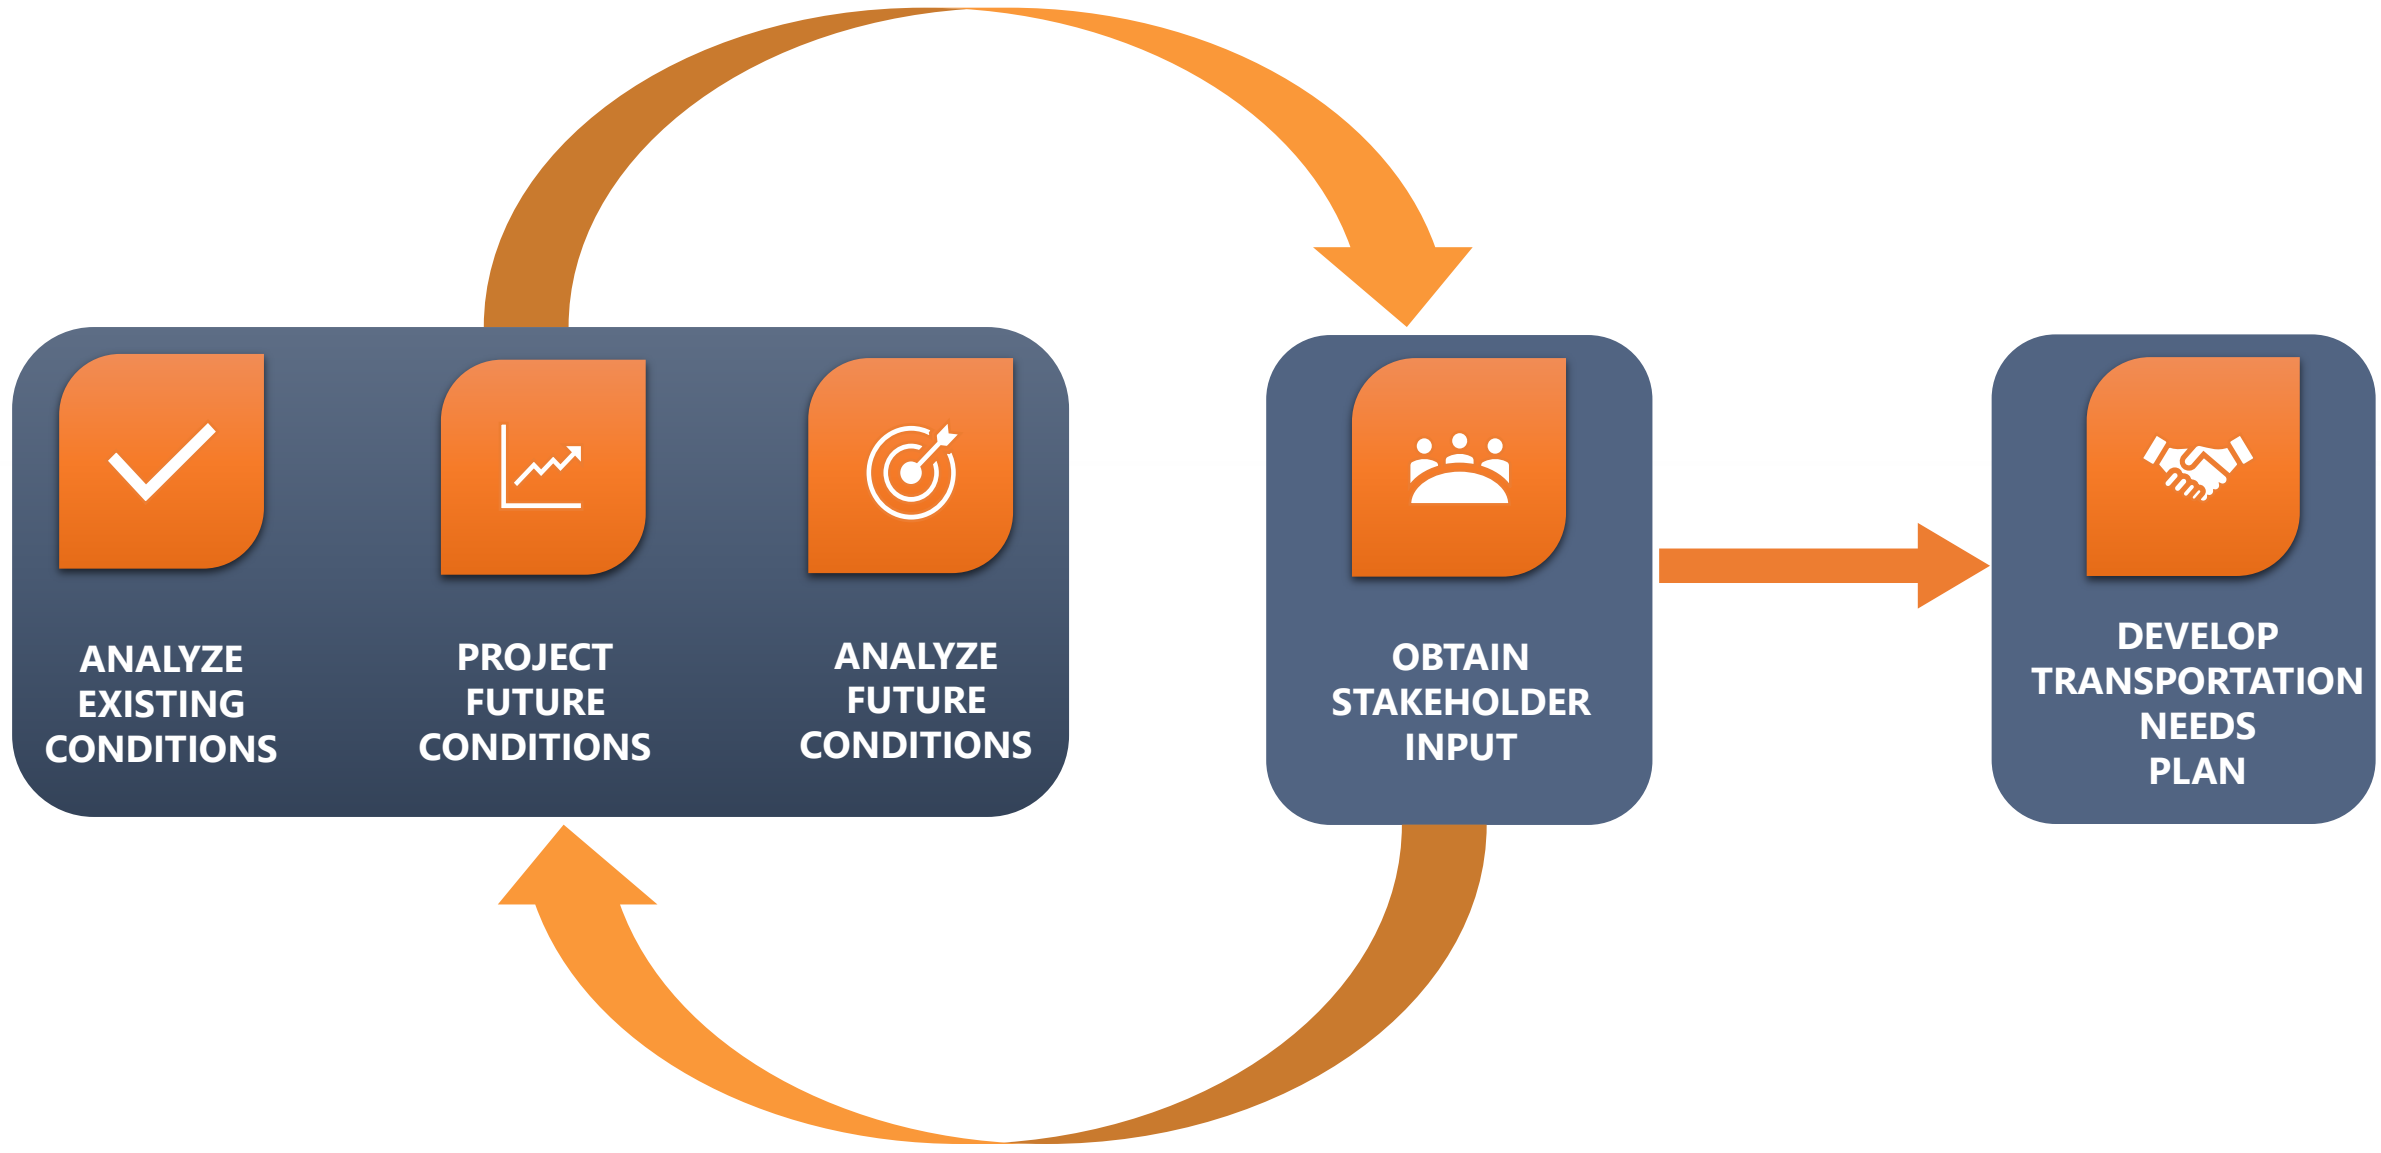 ANALYZE
EXISTING
CONDITIONS
PROJECT
FUTURE
CONDITIONS
ANALYZE
FUTURE
CONDITIONS
OBTAIN
STAKEHOLDER
INPUT
DEVELOP
TRANSPORTATION
NEEDS
PLAN